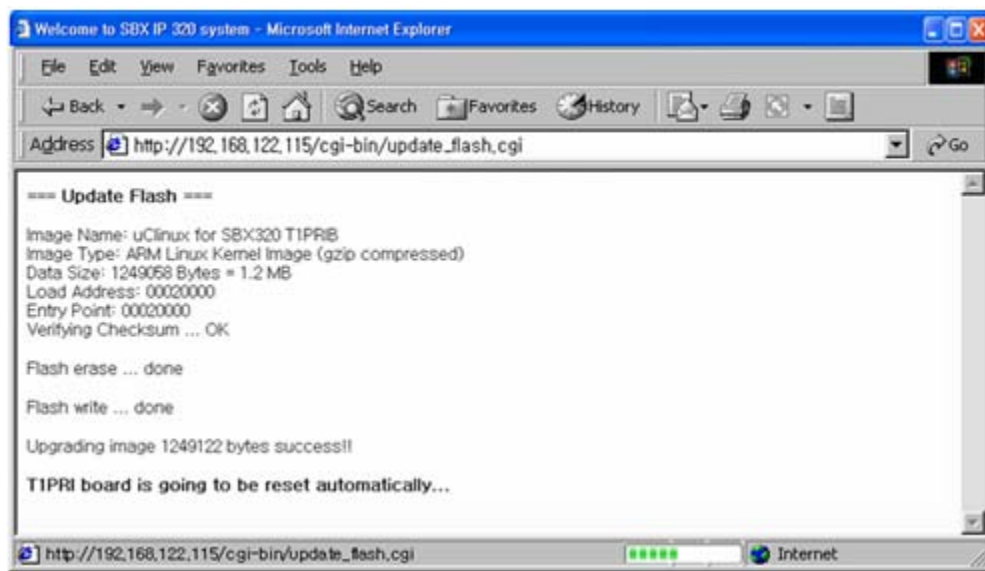 Welcome to SBX IP 320 system - Microsoft Internet Explorer
File Edit View Favorites Tools Help
Back Search Favorites History
Address http://192,168,122,115/cgi-bin/update_flash,cgi Go
=== Update Flash ===
Image Name: uClinux for SBX320 T1PRIB
Image Type: ARM Linux Kernel Image (gzip compressed)
Data Size: 1249058 Bytes = 1.2 MB
Load Address: 00020000
Entry Point: 00020000
Verifying Checksum ... OK
Flash erase ... done
Flash write ... done
Upgrading image 1249122 bytes success!!
T1PRI board is going to be reset automatically...
http://192,168,122,115/cgi-bin/update_flash,cgi Internet